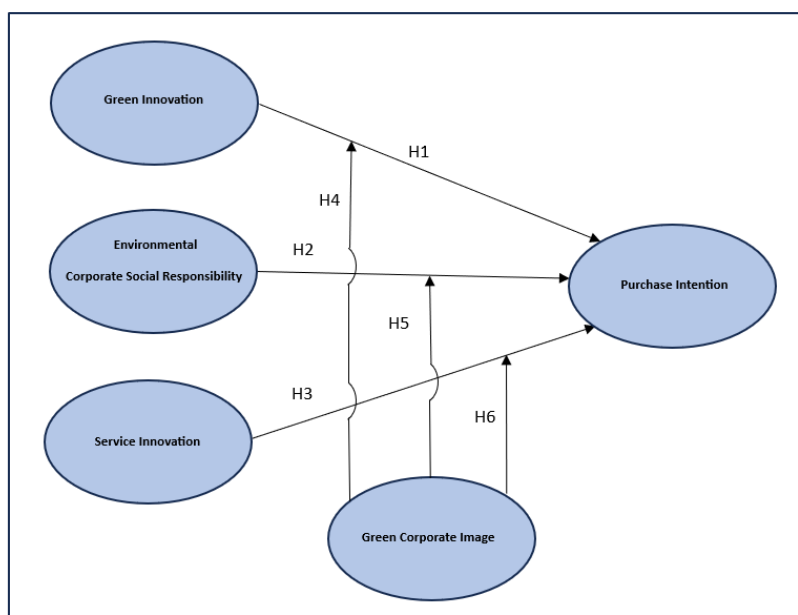 Green Innovation
H1
H4
Environmental
Corporate Social Responsibility
H2
Purchase Intention
H5
H3
H6
Service Innovation
Green Corporate Image